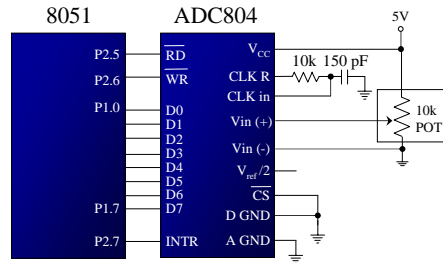 8051
ADC804
5V
P2.5
RD
V_CC
P2.6
WR
CLK R
10k
150 pF
P1.0
D0
CLK in
D1
Vin (+)
10k
POT
D2
D3
Vin (-)
D4
D5
V_ref/2
D6
CS
P1.7
D7
D GND
P2.7
INTR
A GND